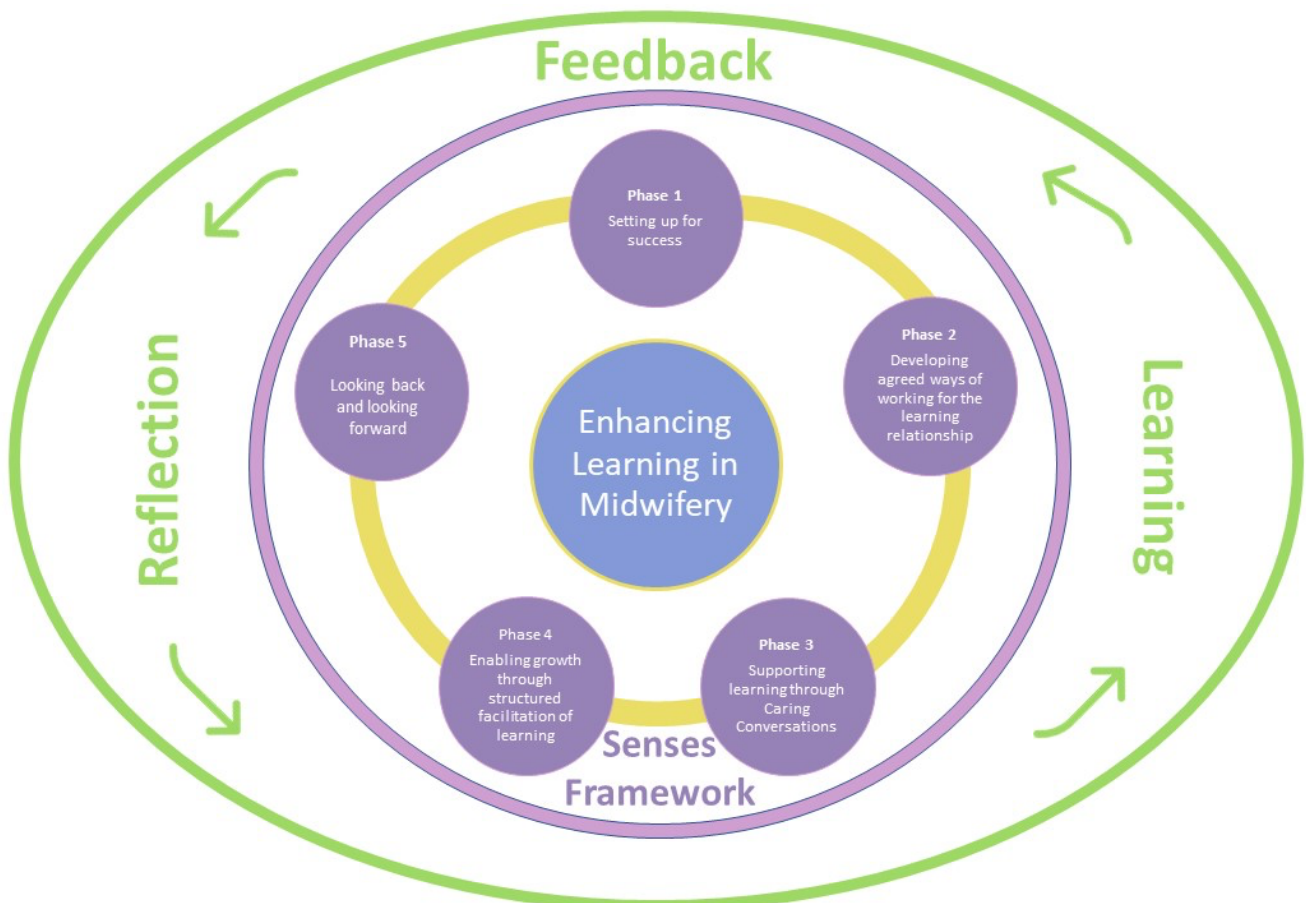 Feedback
Phase 1
Setting up for
success
Phase 2
Developing
agreed ways of
working for the
learning
relationship
Phase 3
Supporting
learning through
Caring
Conversations
Phase 4
Enabling growth
through
structured
facilitation of
learning
Phase 5
Looking back
and looking
forward
Enhancing
Learning in
Midwifery
Senses
Framework
Reflection
Learning